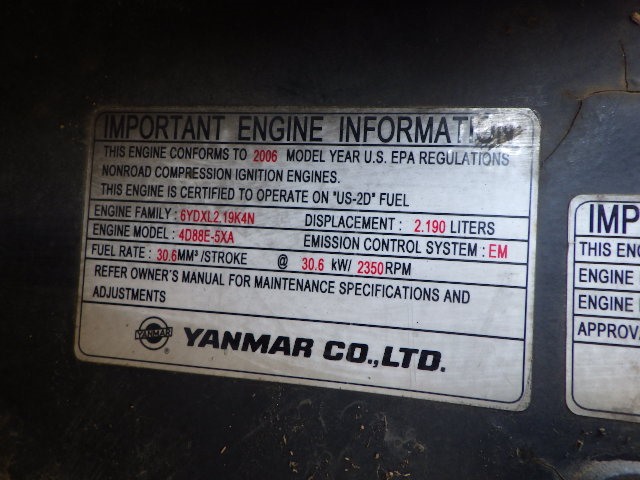 IMPORTANT ENGINE INFORMATION
THIS ENGINE CONFORMS TO 2006 MODEL YEAR U.S. EPA REGULATIONS
NONROAD COMPRESSION IGNITION ENGINES.
THIS ENGINE IS CERTIFIED TO OPERATE ON "US-2D" FUEL
ENGINE FAMILY : 6YDXL2.19K4N DISPLACEMENT : 2.190 LITERS
ENGINE MODEL: 4D88E-5XA EMISSION CONTROL SYSTEM : EM
FUEL RATE: 30.6MM³/STROKE @ 30.6 kW/ 2350RPM
REFER OWNER'S MANUAL FOR MAINTENANCE SPECIFICATIONS AND
ADJUSTMENTS
YANMAR ® YANMAR CO.,LTD.
IMP
THIS ENG
ENGINE
ENGINE
APPROVA